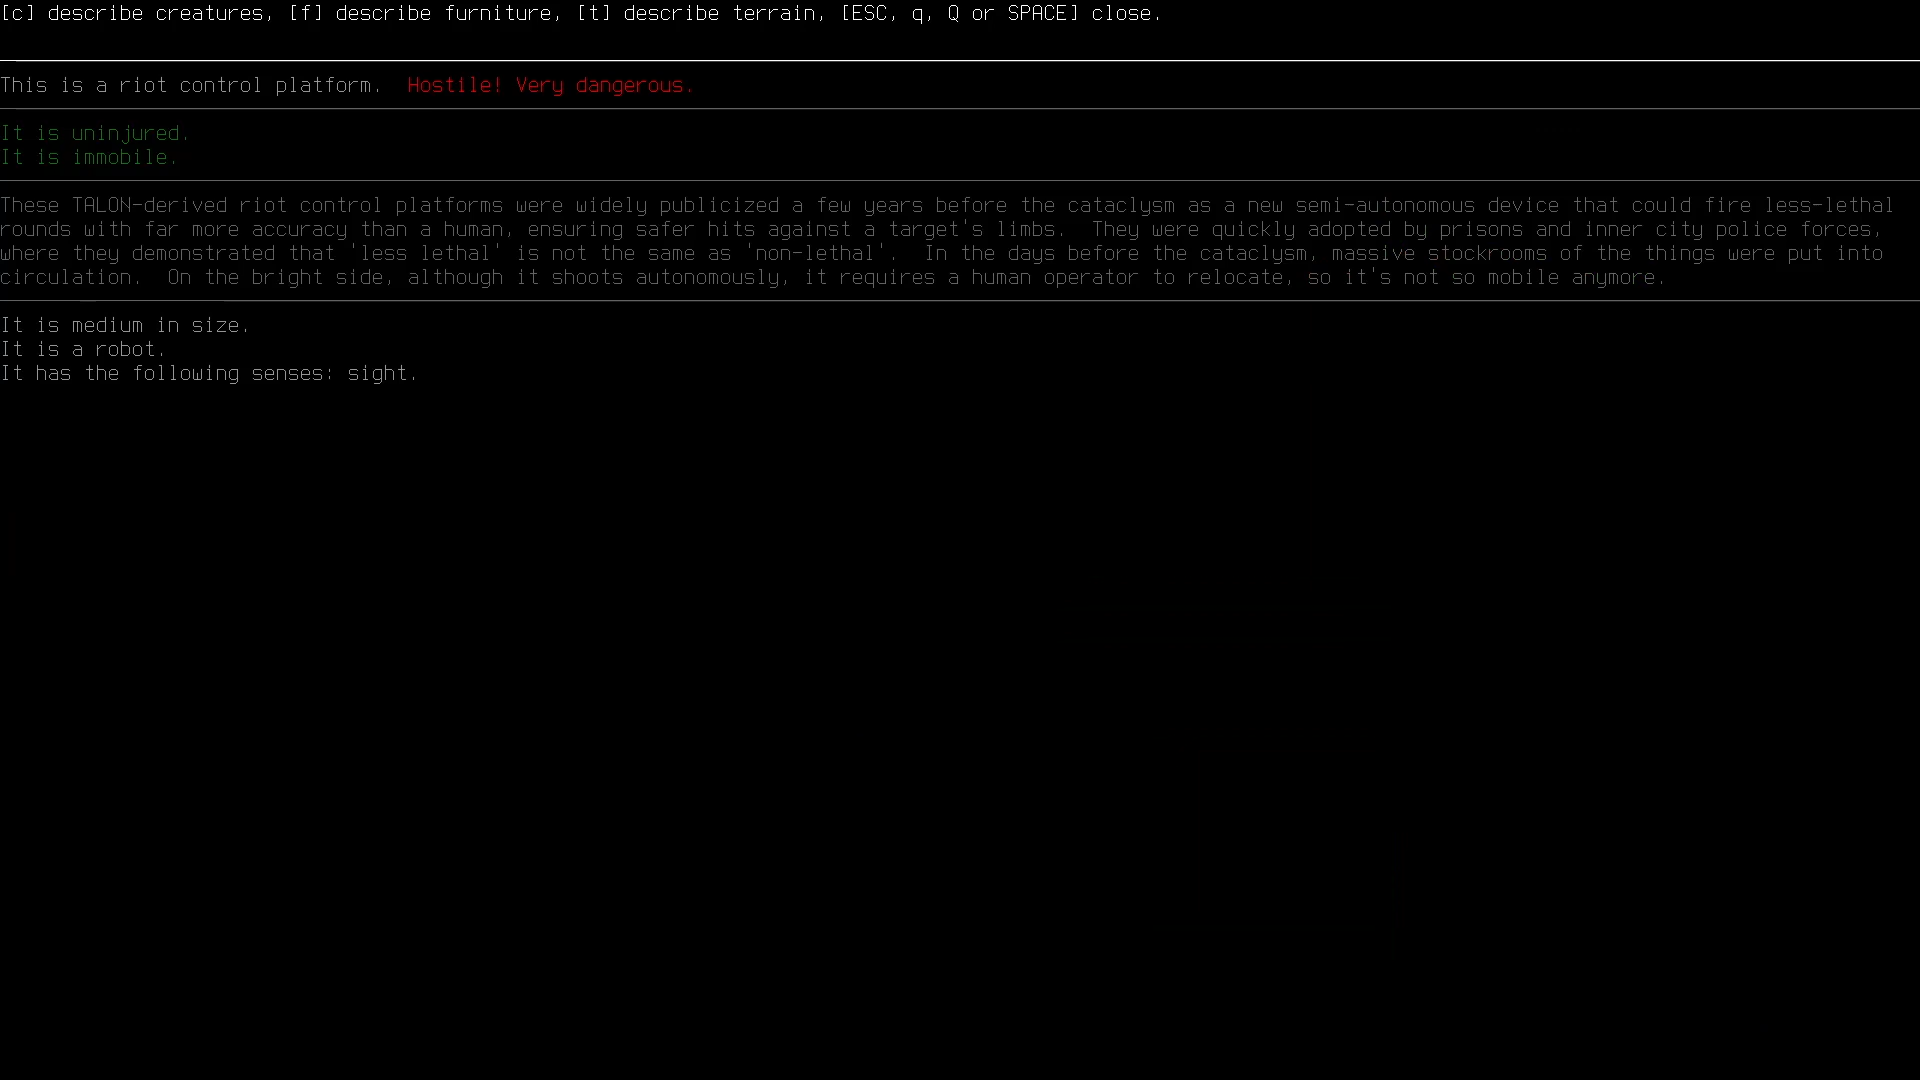 [c] describe creatures, [f] describe furniture, [t] describe terrain, [ESC, q, Q or SPACE] close.
This is a riot control platform.  Hostile! Very dangerous.
It is uninjured.
It is immobile.
These TALON-derived riot control platforms were widely publicized a few years before the cataclysm as a new semi-autonomous device that could fire less-lethal
rounds with far more accuracy than a human, ensuring safer hits against a target's limbs.  They were quickly adopted by prisons and inner city police forces,
where they demonstrated that 'less lethal' is not the same as 'non-lethal'.  In the days before the cataclysm, massive stockrooms of the things were put into
circulation.  On the bright side, although it shoots autonomously, it requires a human operator to relocate, so it's not so mobile anymore.
It is medium in size.
It is a robot.
It has the following senses: sight.